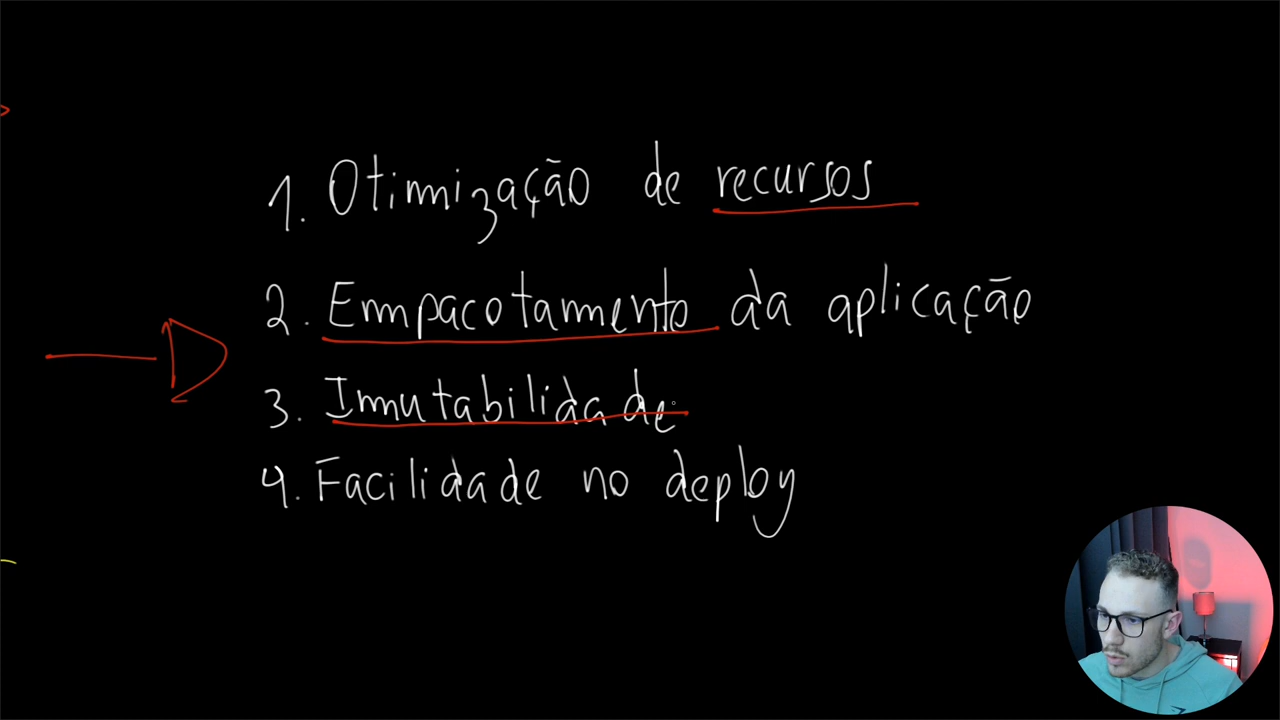 1. Otimização de recursos
2. Empacotamento da aplicação
3. Imutabilidade
4. Facilidade no deploy